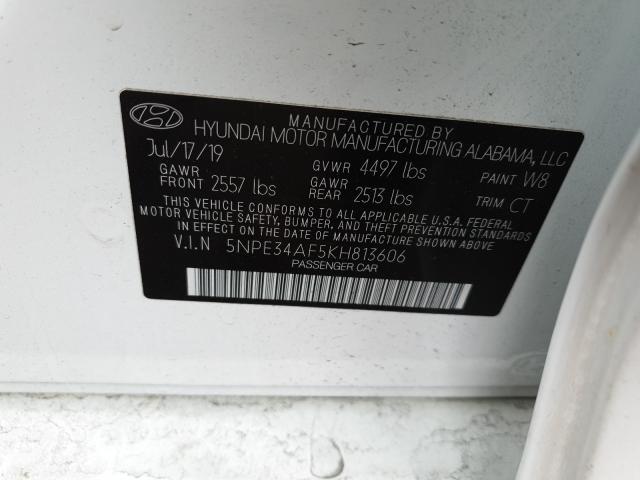 MANUFACTURED BY
HYUNDAI MOTOR MANUFACTURING ALABAMA, LLC
Jul/17/19 GVWR 4497 lbs PAINT W8
GAWR FRONT 2557 lbs GAWR REAR 2513 lbs TRIM CT
THIS VEHICLE CONFORMS TO ALL APPLICABLE U.S.A. FEDERAL
MOTOR VEHICLE SAFETY, BUMPER, AND THEFT PREVENTION STANDARDS
IN EFFECT ON THE DATE OF MANUFACTURE SHOWN ABOVE.
V.I.N 5NPE34AF5KH813606
PASSENGER CAR